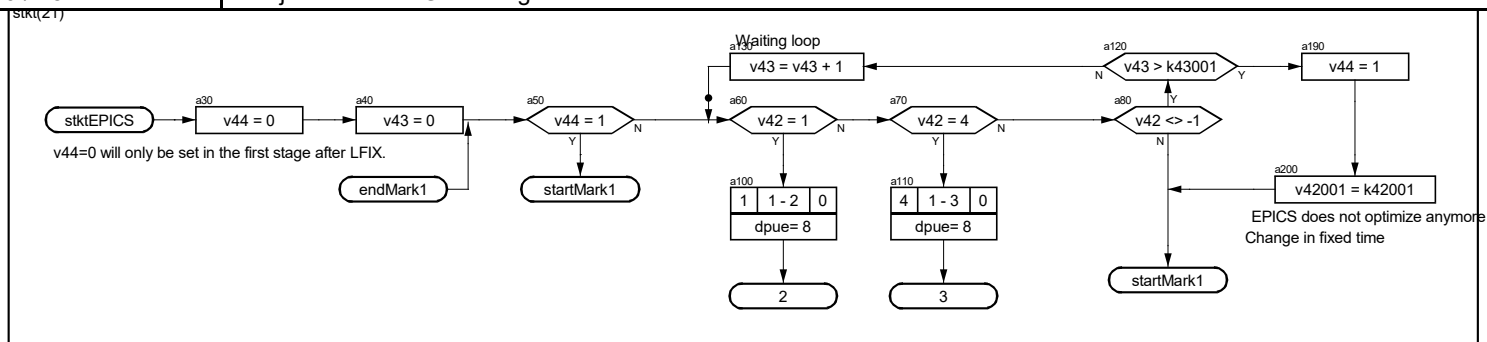 stkt(21)
Waiting loop
a130
v43 = v43 + 1
a120
v43 > k43001
N
Y
a190
v44 = 1
stktEPICS
a30
v44 = 0
a40
v43 = 0
a50
v44 = 1
N
Y
a60
v42 = 1
N
Y
a70
v42 = 4
N
Y
a80
v42 <> -1
Y
N
v44=0 will only be set in the first stage after LFIX.
endMark1
startMark1
a100
1 1 - 2 0
dpue= 8
a110
4 1 - 3 0
dpue= 8
a200
v42001 = k42001
EPICS does not optimize anymore
Change in fixed time
2
3
startMark1